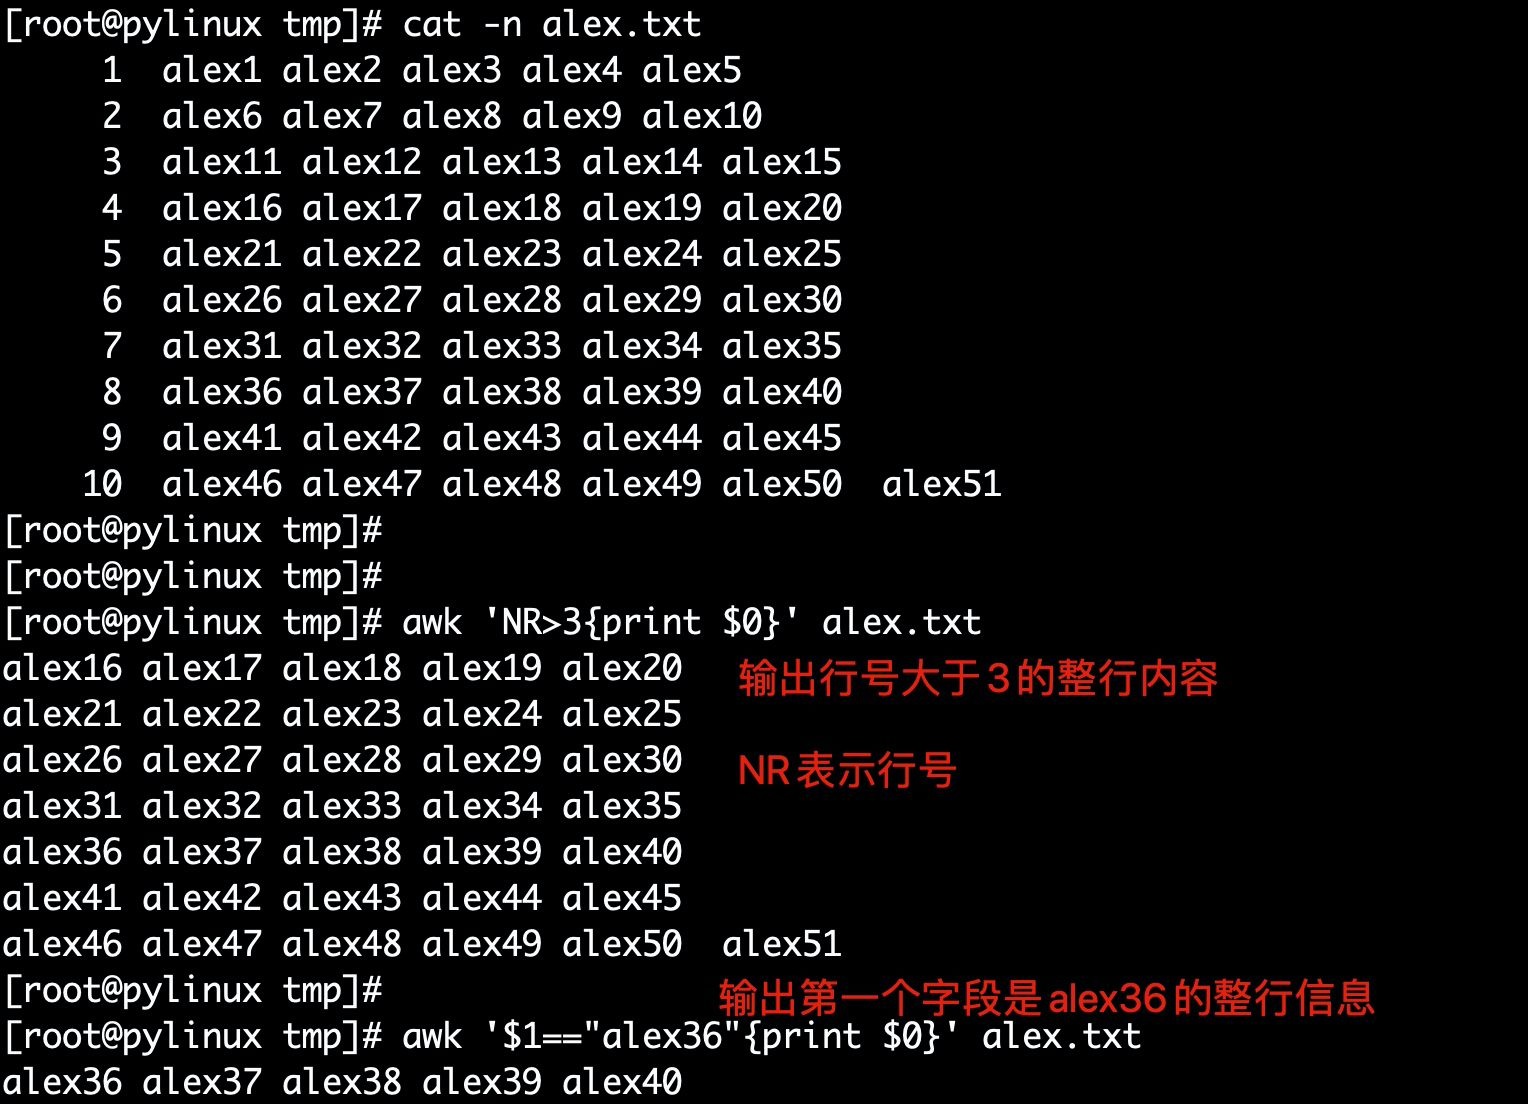 [root@pylinux tmp]# cat -n alex.txt
     1  alex1 alex2 alex3 alex4 alex5
     2  alex6 alex7 alex8 alex9 alex10
     3  alex11 alex12 alex13 alex14 alex15
     4  alex16 alex17 alex18 alex19 alex20
     5  alex21 alex22 alex23 alex24 alex25
     6  alex26 alex27 alex28 alex29 alex30
     7  alex31 alex32 alex33 alex34 alex35
     8  alex36 alex37 alex38 alex39 alex40
     9  alex41 alex42 alex43 alex44 alex45
    10  alex46 alex47 alex48 alex49 alex50  alex51
[root@pylinux tmp]#
[root@pylinux tmp]#
[root@pylinux tmp]# awk 'NR>3{print $0}' alex.txt
alex16 alex17 alex18 alex19 alex20 输出行号大于3的整行内容
alex21 alex22 alex23 alex24 alex25
alex26 alex27 alex28 alex29 alex30 NR表示行号
alex31 alex32 alex33 alex34 alex35
alex36 alex37 alex38 alex39 alex40
alex41 alex42 alex43 alex44 alex45
alex46 alex47 alex48 alex49 alex50  alex51
[root@pylinux tmp]# 输出第一个字段是alex36的整行信息
[root@pylinux tmp]# awk '$1=="alex36"{print $0}' alex.txt
alex36 alex37 alex38 alex39 alex40